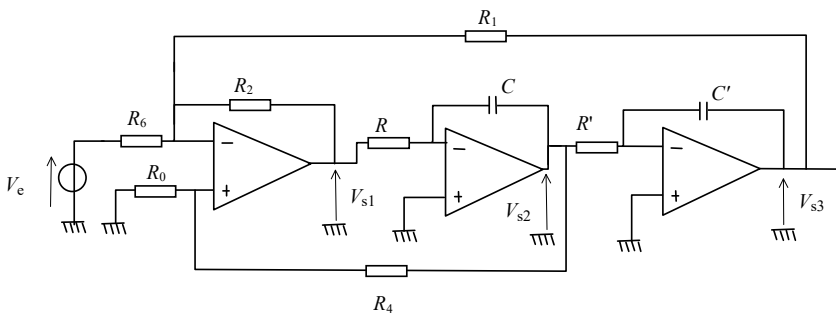 R1
R2
C
C'
R6
R
R'
−
−
−
Ve
R0
+
+
+
Vs1
Vs2
Vs3
R4